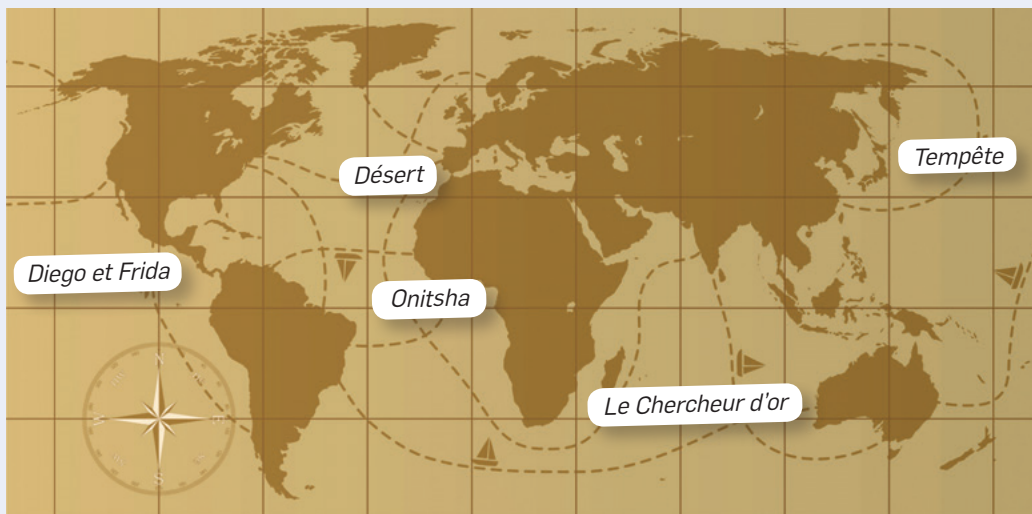 Désert
Tempête
Diego et Frida
Onitsha
Le Chercheur d'or